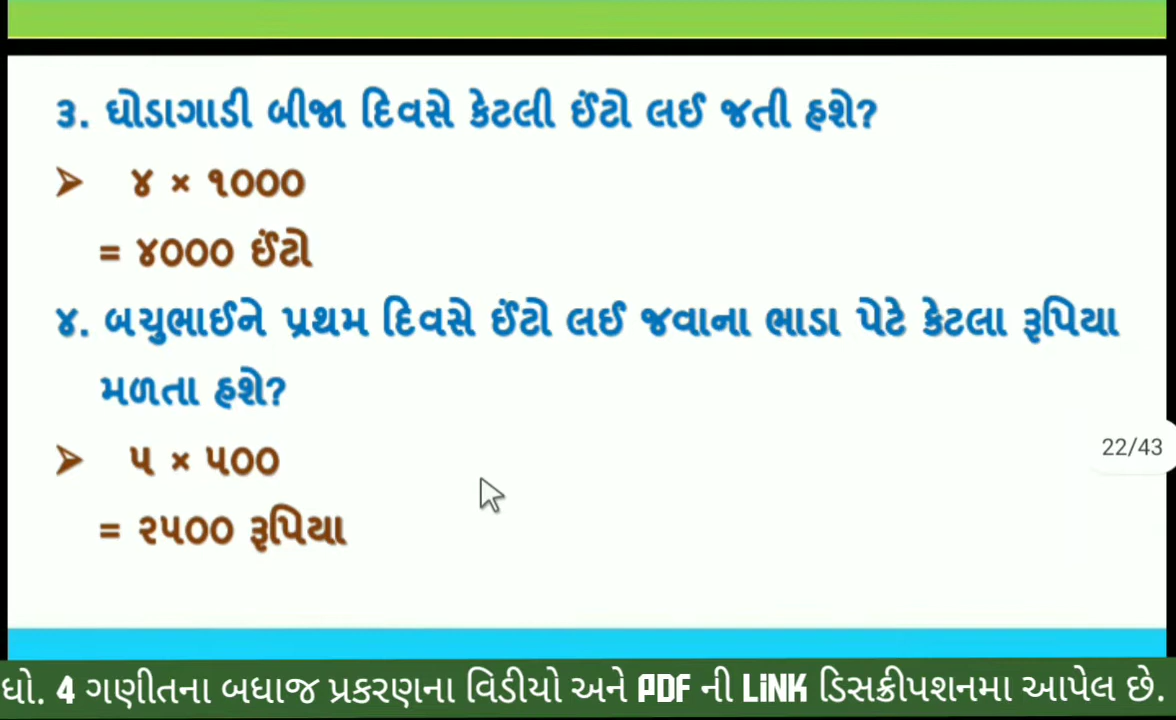 ૩. ઘોડાગાડી બીજા દિવસે કેટલી ઈંટો લઈ જતી હશે?
➢ ૪ × ૧૦૦૦
= ૪૦૦૦ ઈંટો
૪. બચુભાઈને પ્રથમ દિવસે ઈંટો લઈ જવાના ભાડા પેટે કેટલા રૂપિયા
મળતા હશે?
22/43
➢ ૫ × ૫૦૦
= ૨૫૦૦ રૂપિયા
ધો. 4 ગણીતના બધાજ પ્રકરણના વિડીયો અને PDF ની LiNK ડિસક્રીપશનમા આપેલ છે.